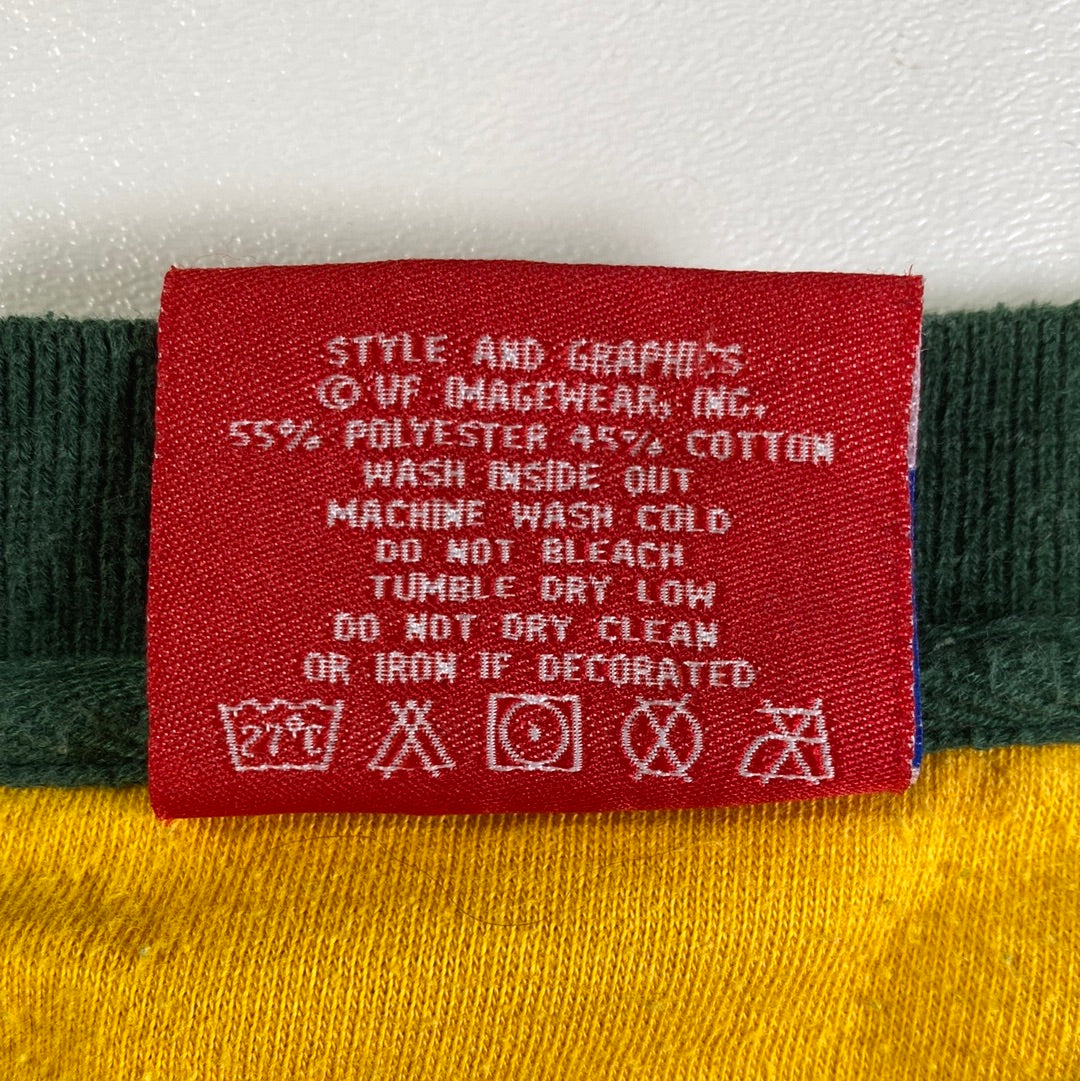 STYLE AND GRAPHICS
© VF IMAGEWEAR, INC.
55% POLYESTER 45% COTTON
WASH INSIDE OUT
MACHINE WASH COLD
DO NOT BLEACH
TUMBLE DRY LOW
DO NOT DRY CLEAN
OR IRON IF DECORATED
27°C